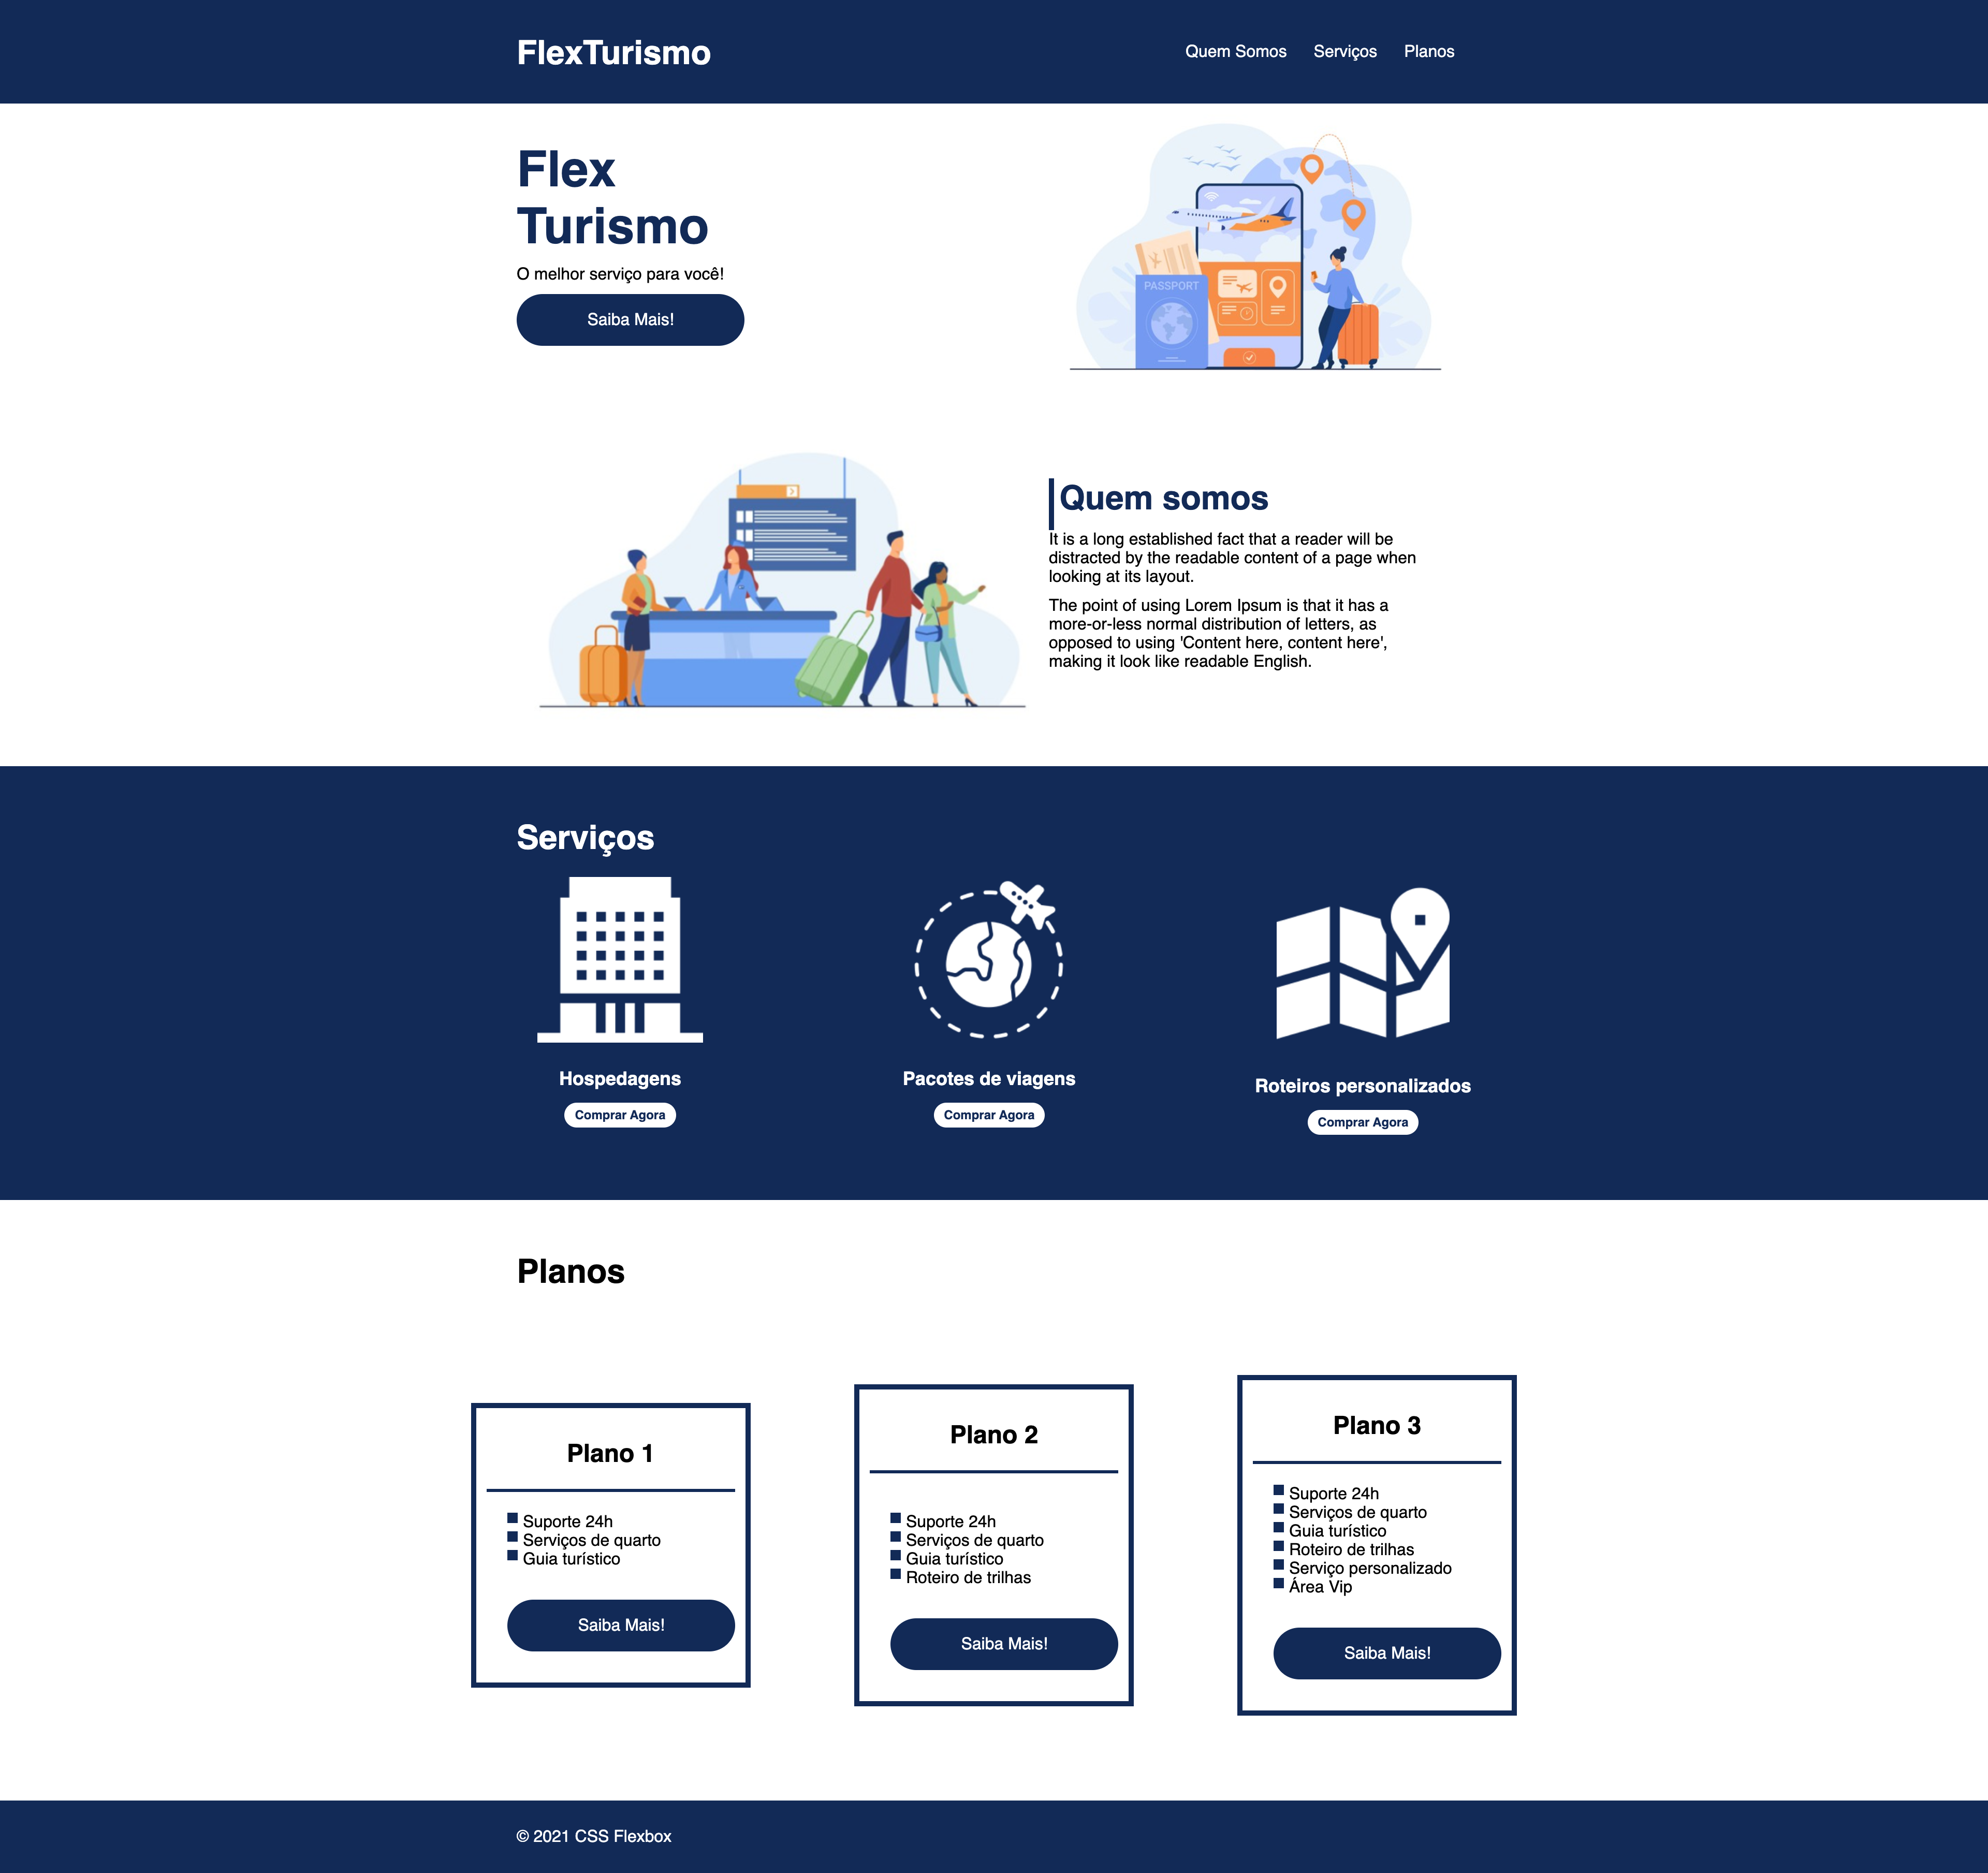 FlexTurismo
Quem Somos Serviços Planos
Flex
Turismo
O melhor serviço para você!
Saiba Mais!
PASSPORT
Quem somos
It is a long established fact that a reader will be
distracted by the readable content of a page when
looking at its layout.
The point of using Lorem Ipsum is that it has a
more-or-less normal distribution of letters, as
opposed to using 'Content here, content here',
making it look like readable English.
Serviços
Hospedagens
Comprar Agora
Pacotes de viagens
Comprar Agora
Roteiros personalizados
Comprar Agora
Planos
Plano 1
Suporte 24h
Serviços de quarto
Guia turístico
Saiba Mais!
Plano 2
Suporte 24h
Serviços de quarto
Guia turístico
Roteiro de trilhas
Saiba Mais!
Plano 3
Suporte 24h
Serviços de quarto
Guia turístico
Roteiro de trilhas
Serviço personalizado
Área Vip
Saiba Mais!
© 2021 CSS Flexbox